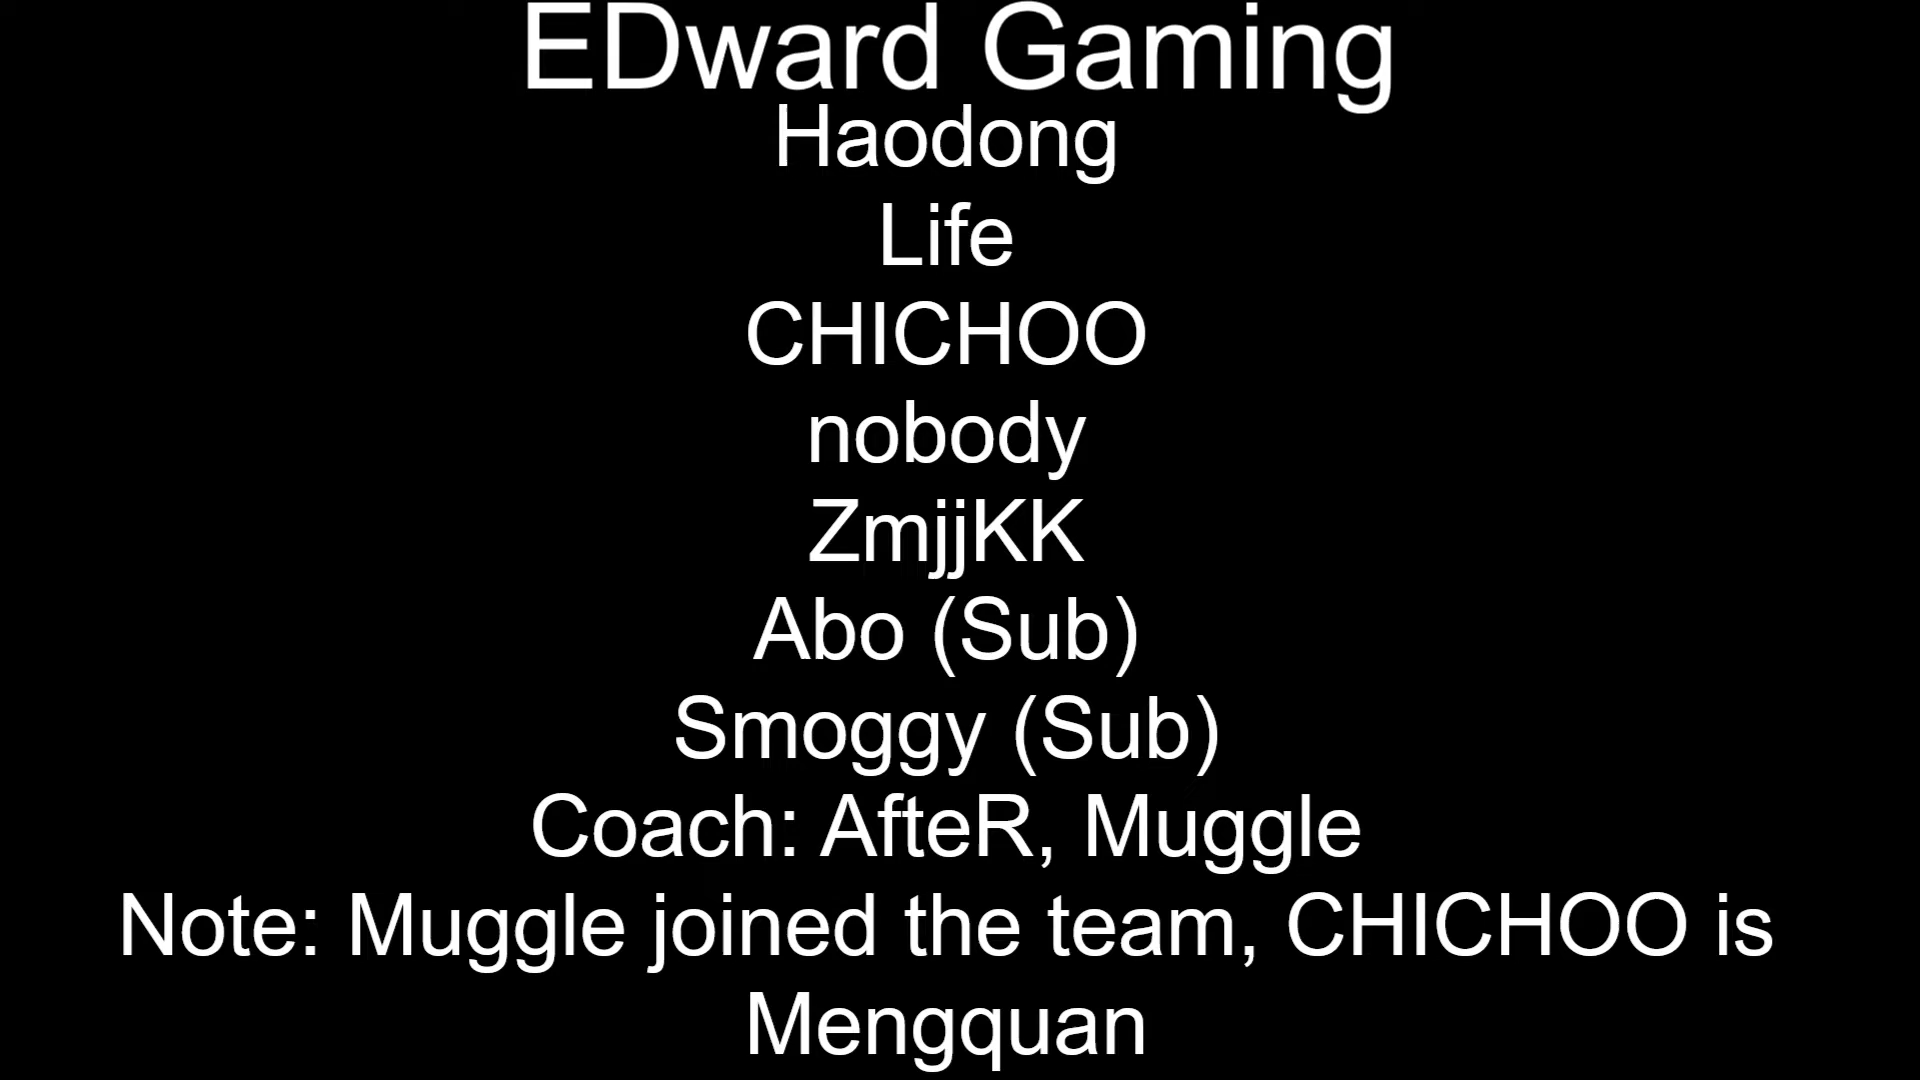 EDward Gaming
Haodong
Life
CHICHOO
nobody
ZmjjKK
Abo (Sub)
Smoggy (Sub)
Coach: AfteR, Muggle
Note: Muggle joined the team, CHICHOO is
Mengquan